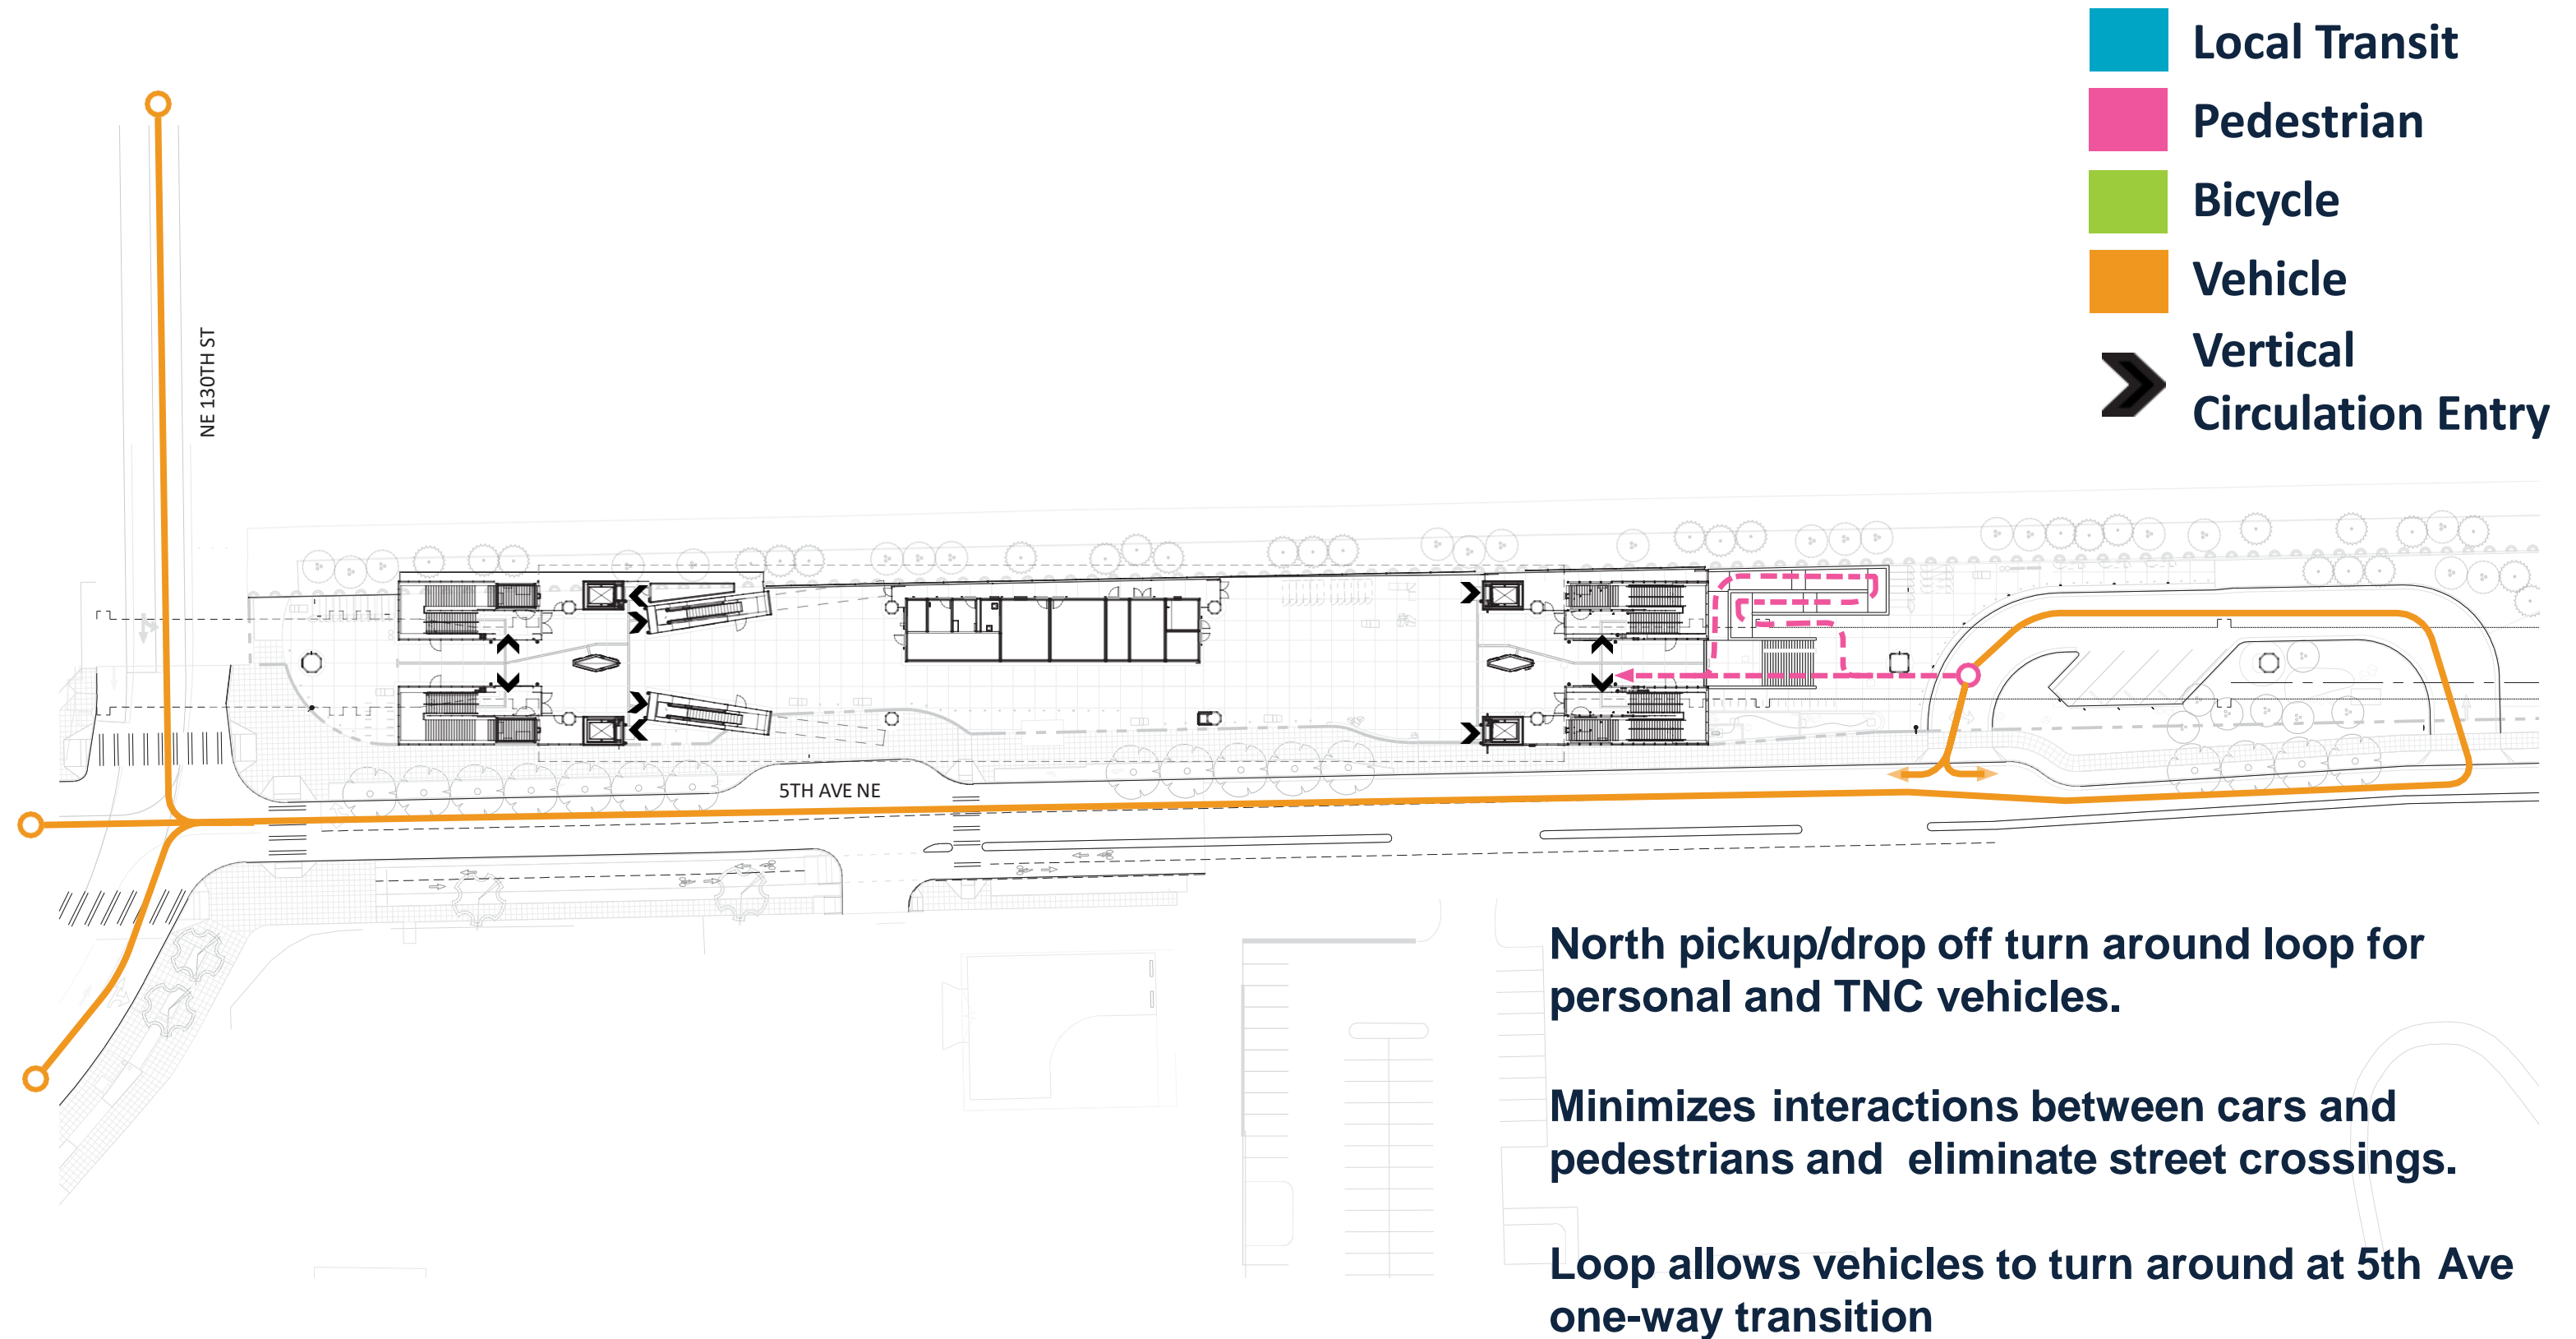 Local Transit
Pedestrian
Bicycle
Vehicle
Vertical
Circulation Entry
NE 130TH ST
5TH AVE NE
North pickup/drop off turn around loop for
personal and TNC vehicles.
Minimizes interactions between cars and
pedestrians and eliminate street crossings.
Loop allows vehicles to turn around at 5th Ave
one-way transition